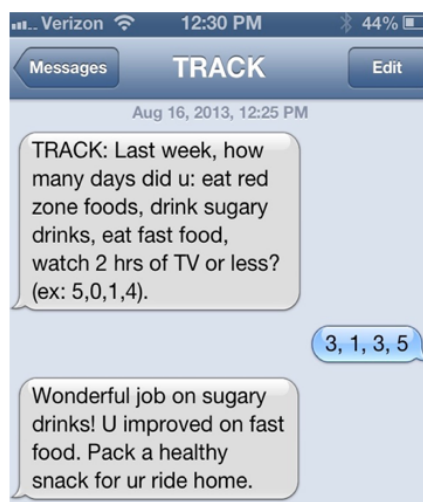 Verizon 12:30 PM 44%
Messages TRACK Edit
Aug 16, 2013, 12:25 PM
TRACK: Last week, how
many days did u: eat red
zone foods, drink sugary
drinks, eat fast food,
watch 2 hrs of TV or less?
(ex: 5,0,1,4).
3, 1, 3, 5
Wonderful job on sugary
drinks! U improved on fast
food. Pack a healthy
snack for ur ride home.